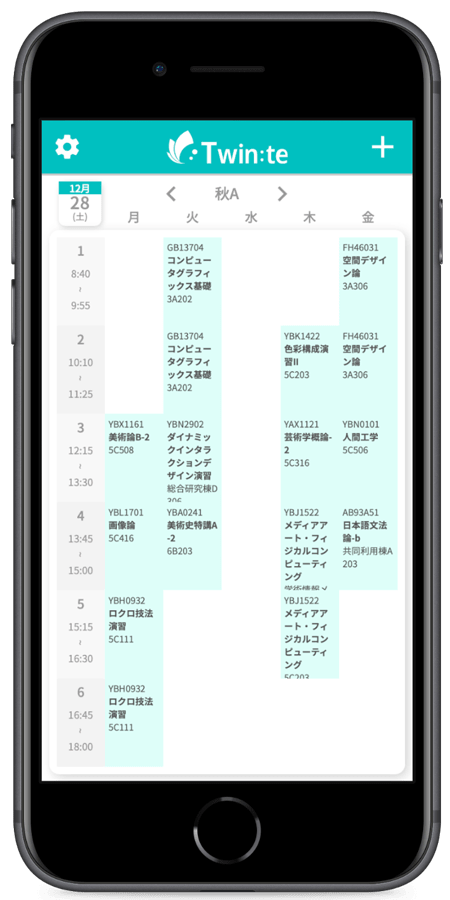 Twin:te
12月
28
(土)
秋A
月 火 水 木 金
1
8:40
~
9:55
GB13704
コンピュー
タグラフィ
ックス基礎
3A202
FH46031
空間デザイ
ン論
3A306
2
10:10
~
11:25
GB13704
コンピュー
タグラフィ
ックス基礎
3A202
YBK1422
色彩構成演
習II
5C203
FH46031
空間デザイ
ン論
3A306
3
12:15
~
13:30
YBX1161
美術論B-2
5C508
YBN2902
ダイナミッ
クインタラ
クションデ
ザイン演習
総合研究棟D
306
YAX1121
芸術学概論-
2
5C316
YBN0101
人間工学
5C506
4
13:45
~
15:00
YBL1701
画像論
5C416
YBA0241
美術史特講A
-2
6B203
YBJ1522
メディアア
ート・フィ
ジカルコン
ピューティ
ング
学術情報メ
AB93A51
日本語文法
論-b
共同利用棟A
203
5
15:15
~
16:30
YBH0932
ロクロ技法
演習
5C111
YBJ1522
メディアア
ート・フィ
ジカルコン
ピューティ
ング
5C203
6
16:45
~
18:00
YBH0932
ロクロ技法
演習
5C111